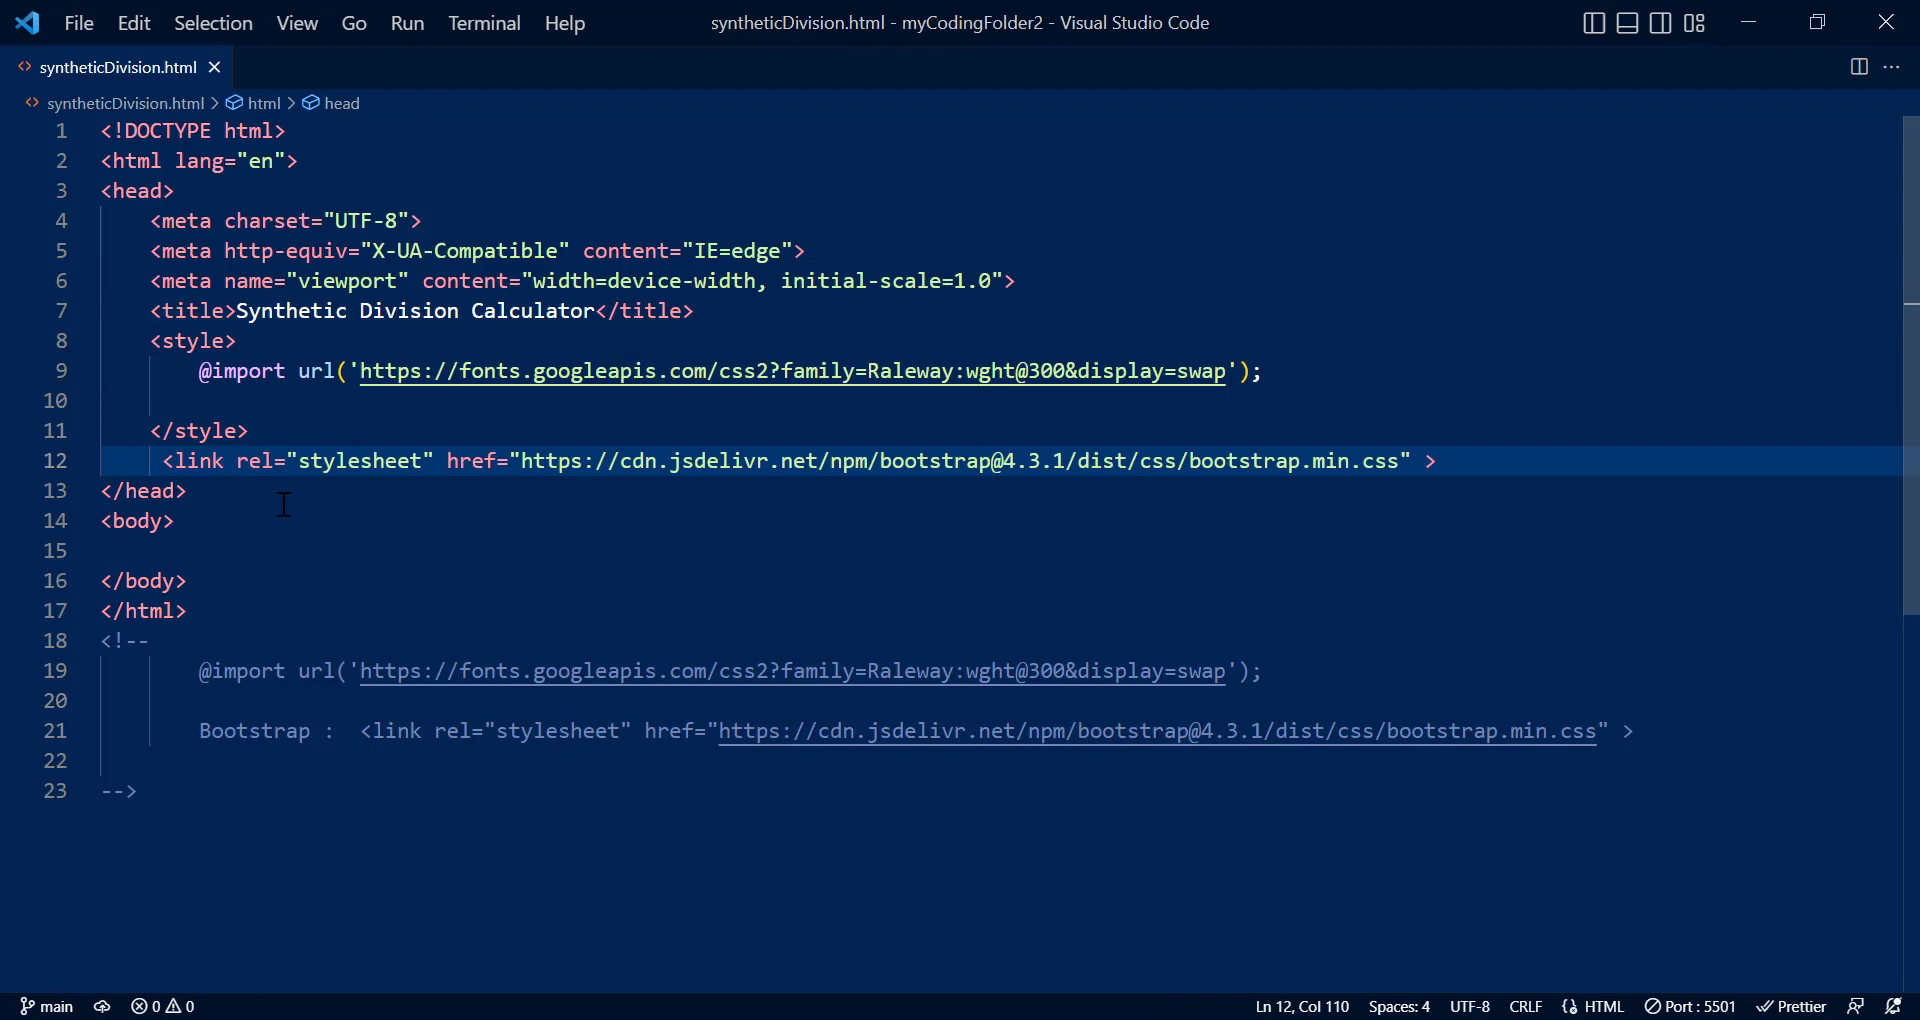 File Edit Selection View Go Run Terminal Help syntheticDivision.html - myCodingFolder2 - Visual Studio Code
syntheticDivision.html
syntheticDivision.html > html > head
1 <!DOCTYPE html>
2 <html lang="en">
3 <head>
4 <meta charset="UTF-8">
5 <meta http-equiv="X-UA-Compatible" content="IE=edge">
6 <meta name="viewport" content="width=device-width, initial-scale=1.0">
7 <title>Synthetic Division Calculator</title>
8 <style>
9 @import url('https://fonts.googleapis.com/css2?family=Raleway:wght@300&display=swap');
10
11 </style>
12 <link rel="stylesheet" href="https://cdn.jsdelivr.net/npm/bootstrap@4.3.1/dist/css/bootstrap.min.css" >
13 </head>
14 <body>
15
16 </body>
17 </html>
18 <!--
19 @import url('https://fonts.googleapis.com/css2?family=Raleway:wght@300&display=swap');
20
21 Bootstrap : <link rel="stylesheet" href="https://cdn.jsdelivr.net/npm/bootstrap@4.3.1/dist/css/bootstrap.min.css" >
22
23 -->
main 0 0 Ln 12, Col 110 Spaces: 4 UTF-8 CRLF HTML Port : 5501 Prettier